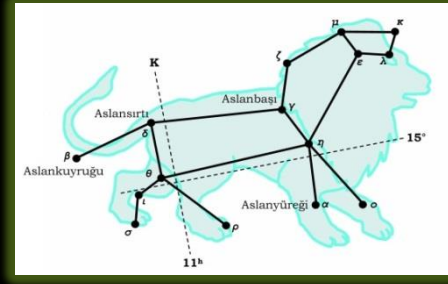 μ
κ
ζ
ε
λ
K
Aslanbaşı
γ
Aslansırtı
δ
15°
β
η
Aslankuyruğu
θ
ι
Aslanyüreği
α
ο
σ
ρ
11ʰ